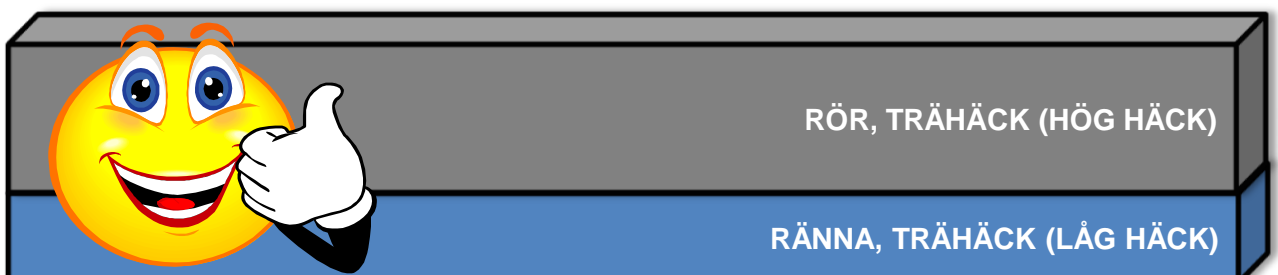 RÖR, TRÄHÄCK (HÖG HÄCK)
RÄNNA, TRÄHÄCK (LÅG HÄCK)